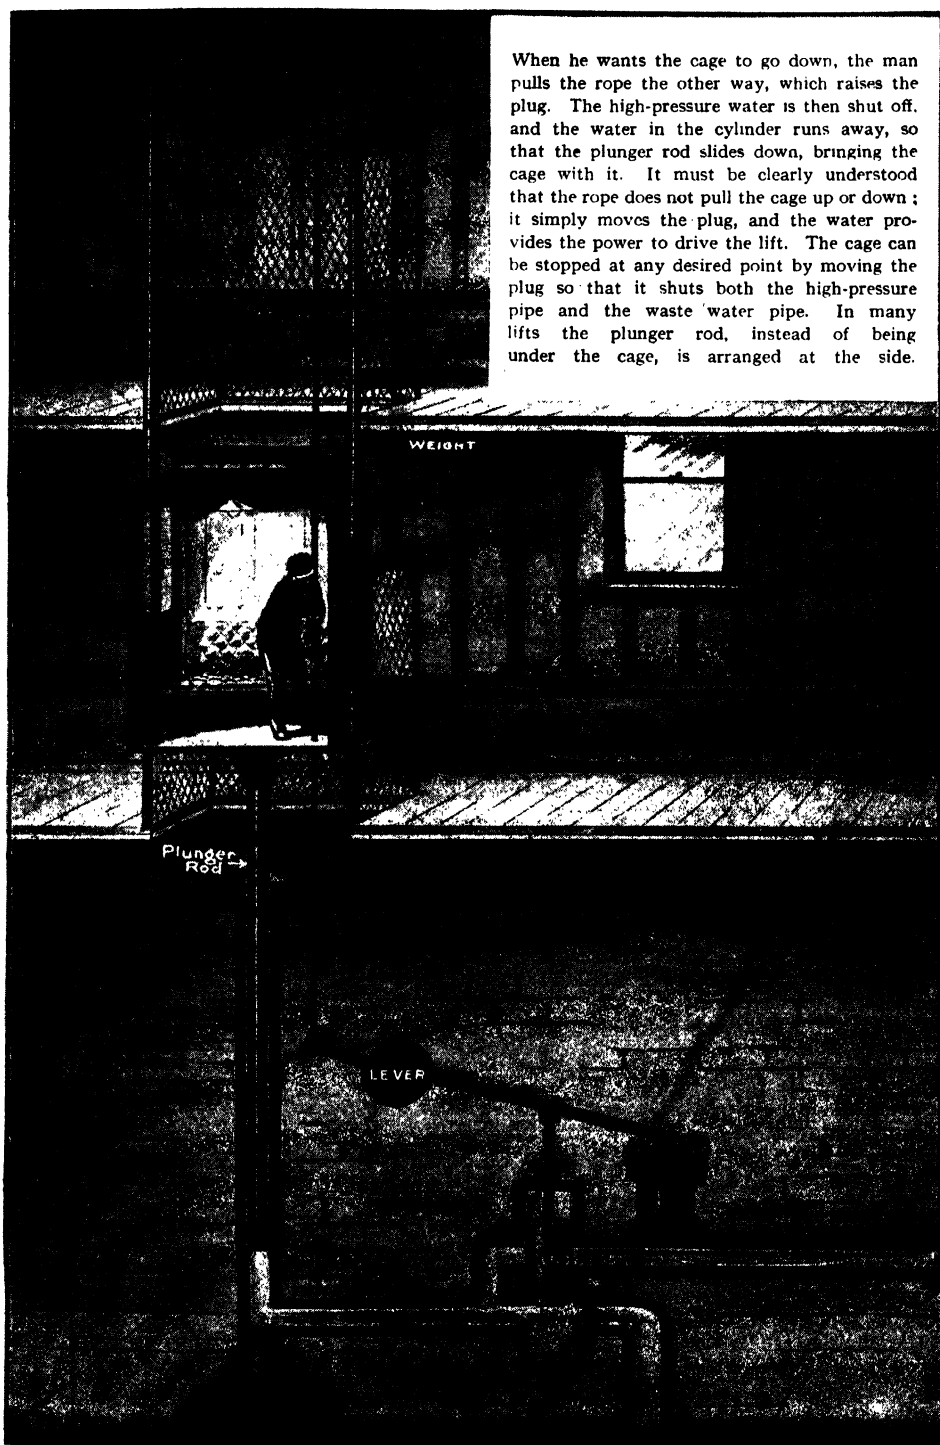 When he wants the cage to go down, the man
pulls the rope the other way, which raises the
plug. The high-pressure water is then shut off.
and the water in the cylinder runs away, so
that the plunger rod slides down, bringing the
cage with it. It must be clearly understood
that the rope does not pull the cage up or down ;
it simply moves the plug, and the water pro-
vides the power to drive the lift. The cage can
be stopped at any desired point by moving the
plug so that it shuts both the high-pressure
pipe and the waste water pipe. In many
lifts the plunger rod, instead of being
under the cage, is arranged at the side.
WEIGHT
Plunger
Rod
LEVER